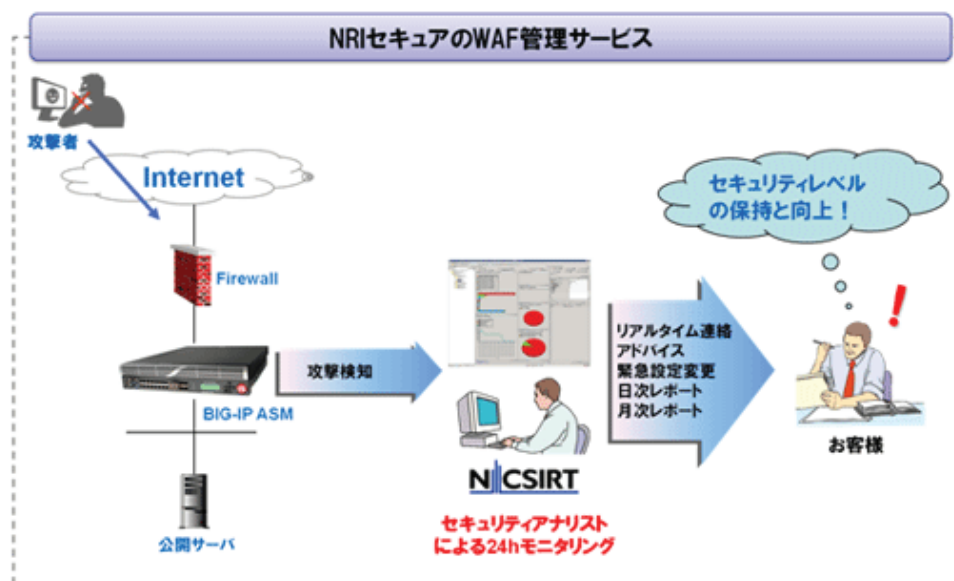 NRIセキュアのWAF管理サービス
攻撃者
Internet
Firewall
BIG-IP ASM
公開サーバ
攻撃検知
NCSIRT
セキュリティアナリスト
による24hモニタリング
リアルタイム連絡
アドバイス
緊急設定変更
日次レポート
月次レポート
セキュリティレベル
の保持と向上!
お客様